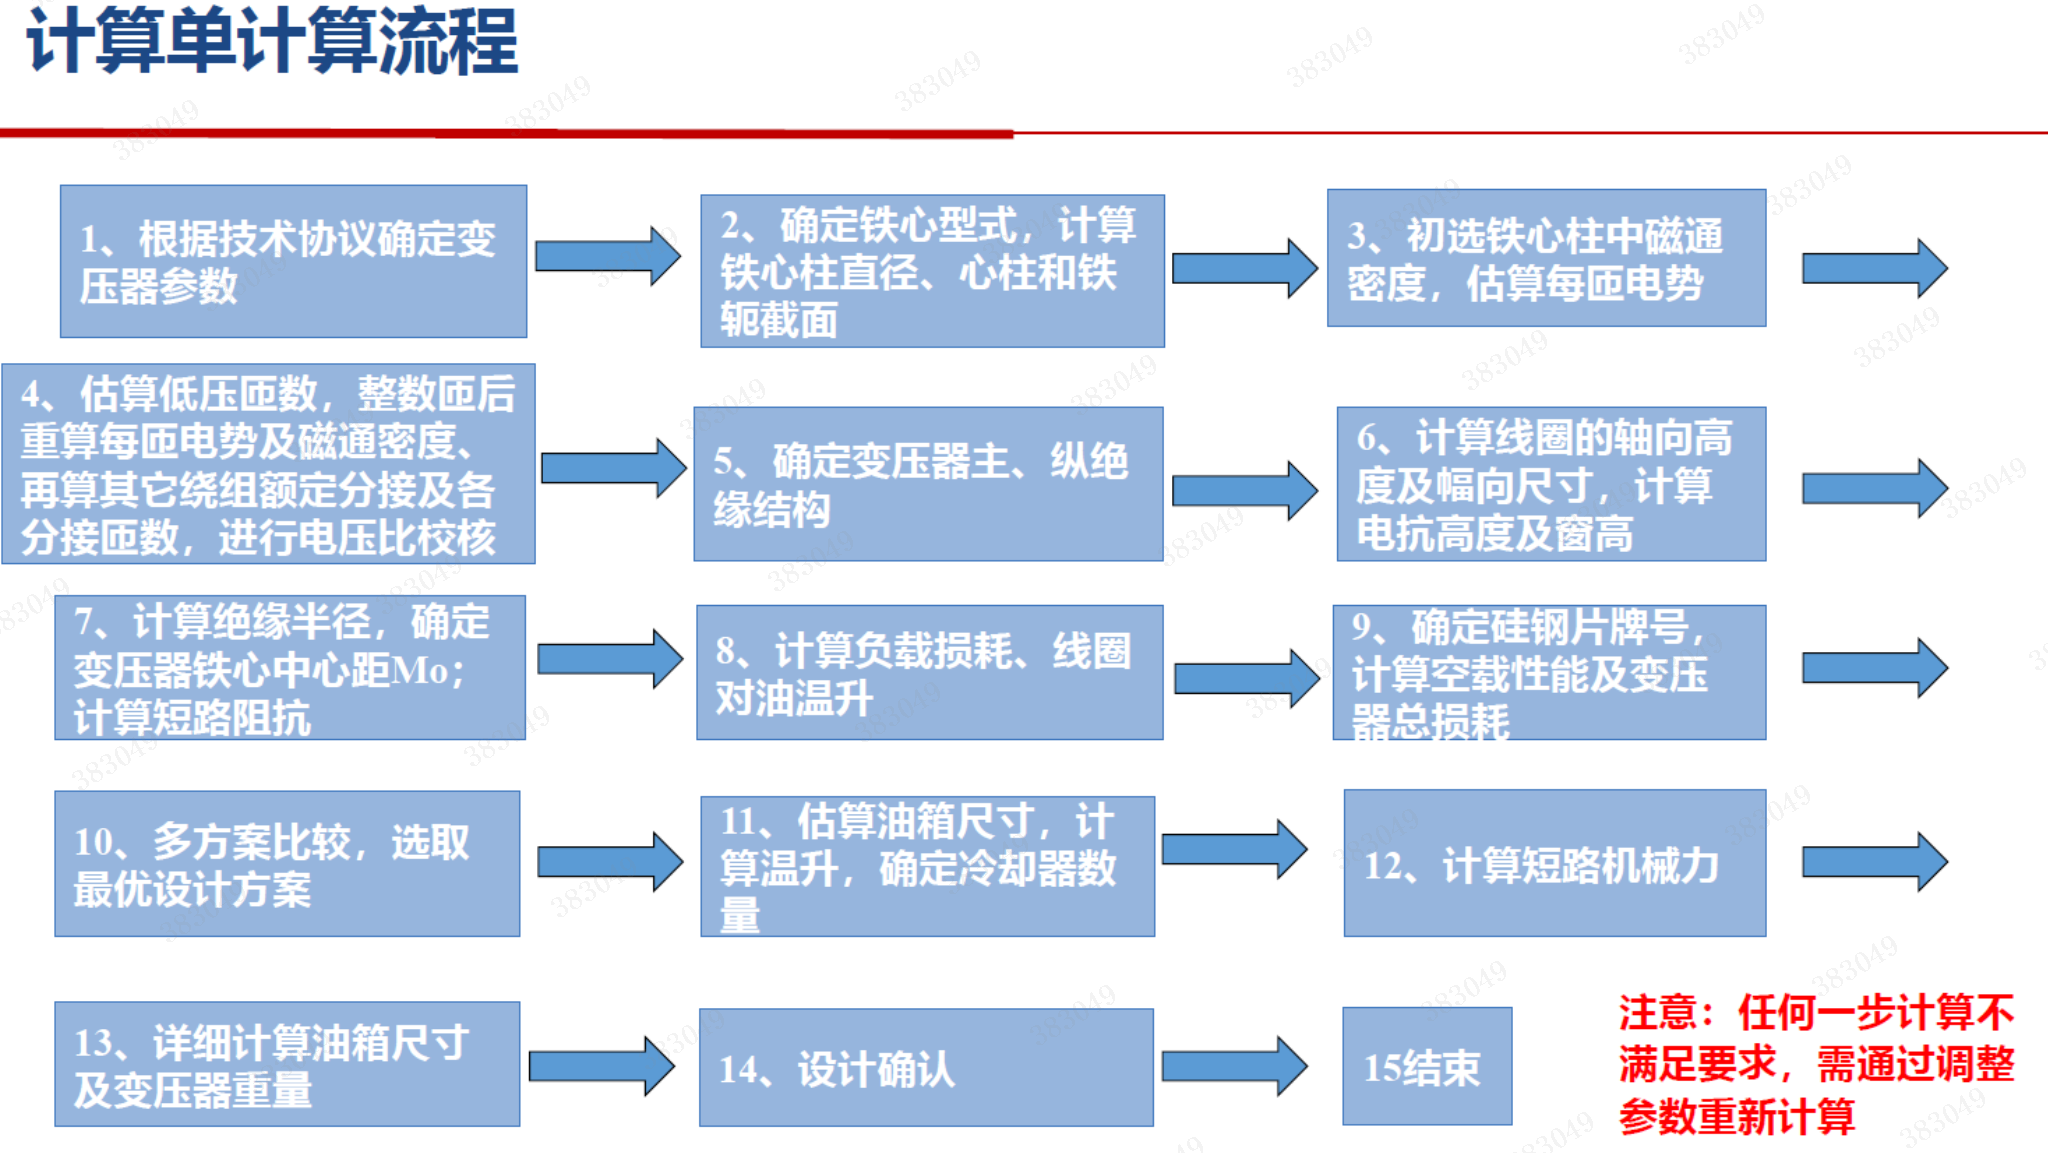 计算单计算流程
1、根据技术协议确定变
压器参数
2、确定铁心型式，计算
铁心柱直径、心柱和铁
轭截面
3、初选铁心柱中磁通
密度，估算每匝电势
4、估算低压匝数，整数匝后
重算每匝电势及磁通密度、
再算其它绕组额定分接及各
分接匝数，进行电压比校核
5、确定变压器主、纵绝
缘结构
6、计算线圈的轴向高
度及幅向尺寸，计算
电抗高度及窗高
7、计算绝缘半径，确定
变压器铁心中心距Mo；
计算短路阻抗
8、计算负载损耗、线圈
对油温升
9、确定硅钢片牌号，
计算空载性能及变压
器总损耗
10、多方案比较，选取
最优设计方案
11、估算油箱尺寸，计
算温升，确定冷却器数
量
12、计算短路机械力
13、详细计算油箱尺寸
及变压器重量
14、设计确认
15结束
注意：任何一步计算不
满足要求，需通过调整
参数重新计算
383049